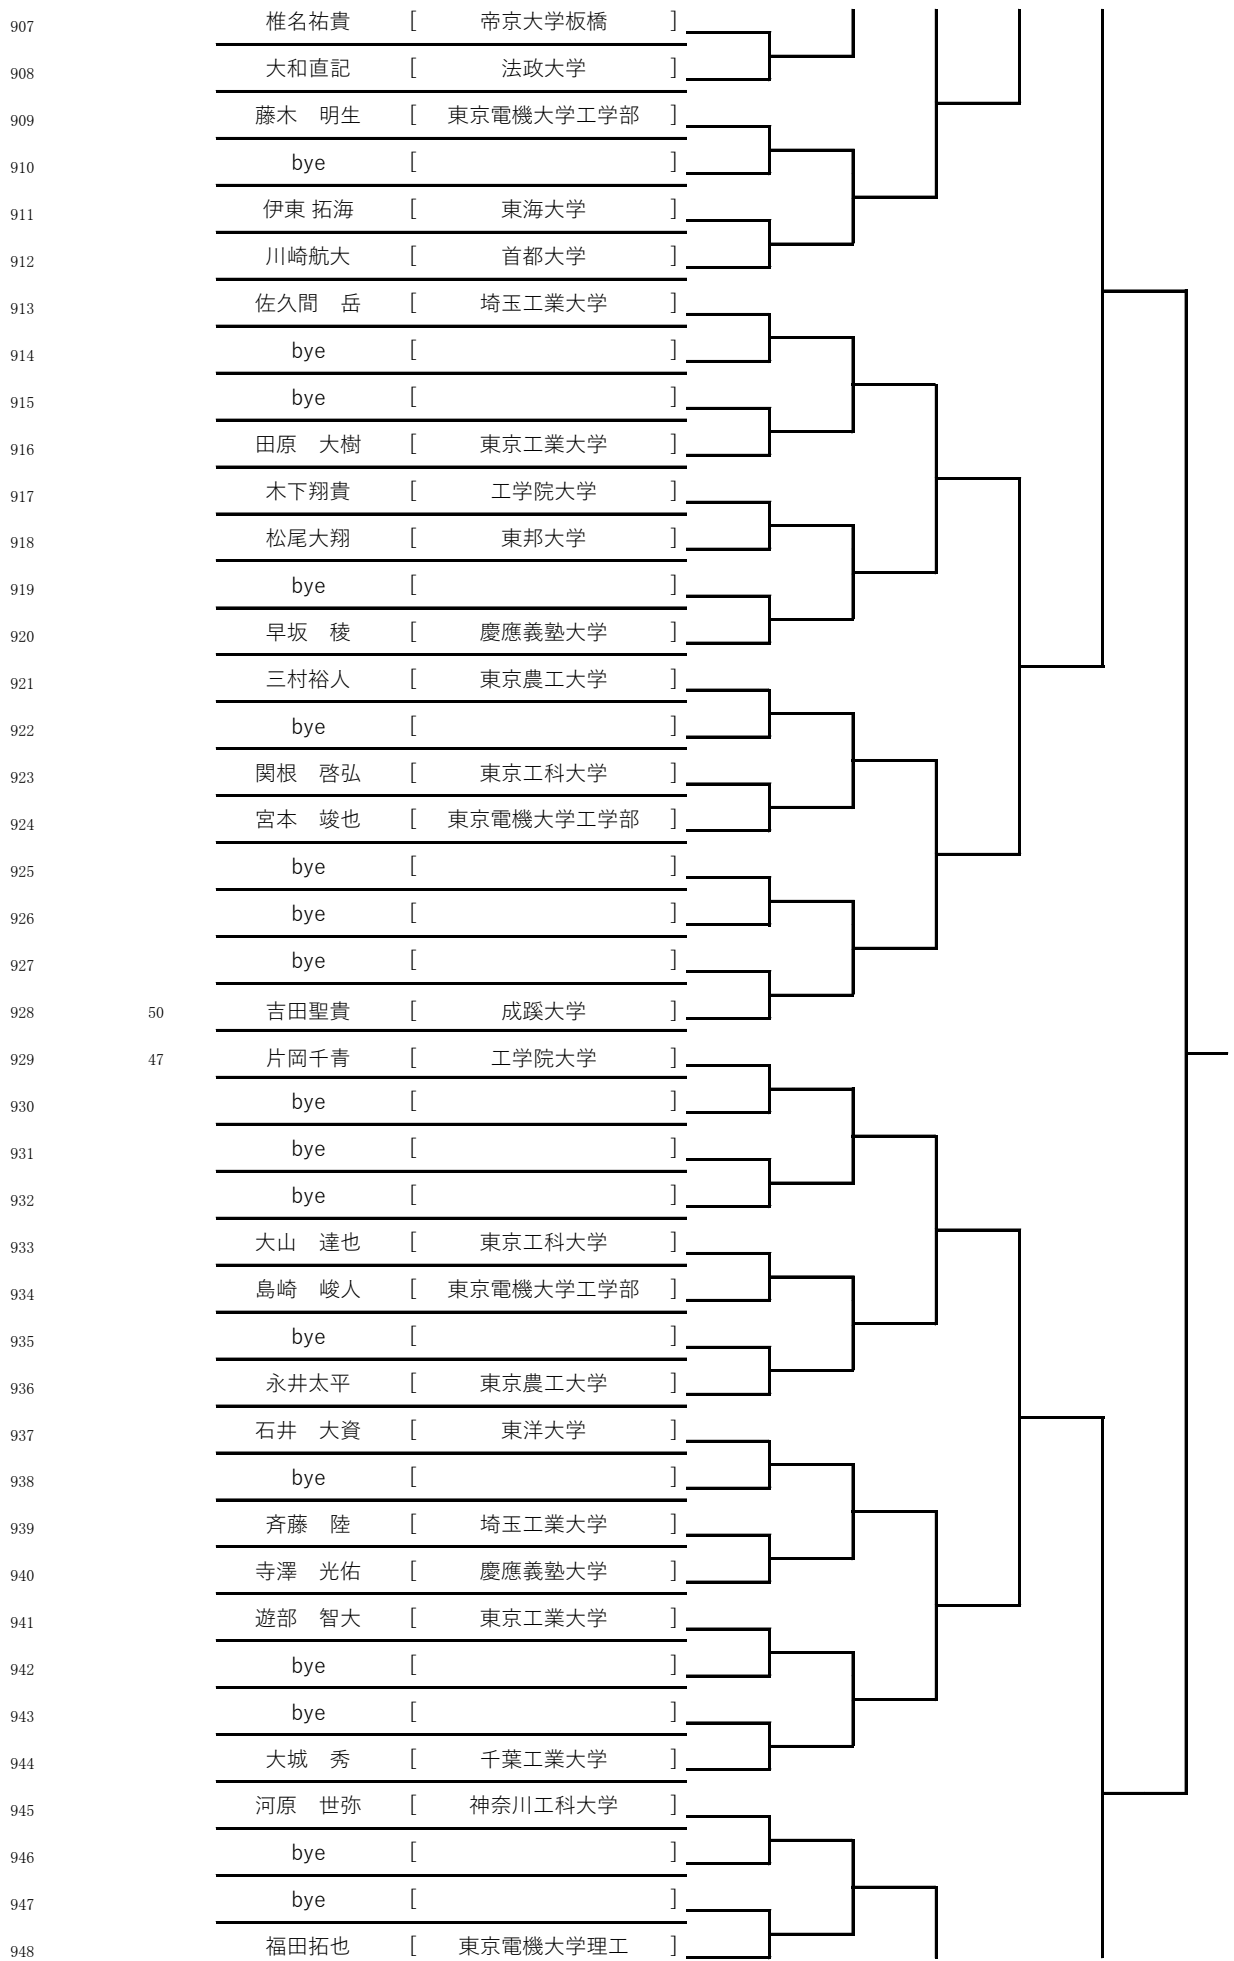 907 椎名祐貴 [ 帝京大学板橋 ]
908 大和直記 [ 法政大学 ]
909 藤木　明生 [ 東京電機大学工学部 ]
910 bye [ ]
911 伊東 拓海 [ 東海大学 ]
912 川崎航大 [ 首都大学 ]
913 佐久間　岳 [ 埼玉工業大学 ]
914 bye [ ]
915 bye [ ]
916 田原　大樹 [ 東京工業大学 ]
917 木下翔貴 [ 工学院大学 ]
918 松尾大翔 [ 東邦大学 ]
919 bye [ ]
920 早坂　稜 [ 慶應義塾大学 ]
921 三村裕人 [ 東京農工大学 ]
922 bye [ ]
923 関根　啓弘 [ 東京工科大学 ]
924 宮本　竣也 [ 東京電機大学工学部 ]
925 bye [ ]
926 bye [ ]
927 bye [ ]
928 50 吉田聖貴 [ 成蹊大学 ]
929 47 片岡千青 [ 工学院大学 ]
930 bye [ ]
931 bye [ ]
932 bye [ ]
933 大山　達也 [ 東京工科大学 ]
934 島崎　峻人 [ 東京電機大学工学部 ]
935 bye [ ]
936 永井太平 [ 東京農工大学 ]
937 石井　大資 [ 東洋大学 ]
938 bye [ ]
939 斉藤　陸 [ 埼玉工業大学 ]
940 寺澤　光佑 [ 慶應義塾大学 ]
941 遊部　智大 [ 東京工業大学 ]
942 bye [ ]
943 bye [ ]
944 大城　秀 [ 千葉工業大学 ]
945 河原　世弥 [ 神奈川工科大学 ]
946 bye [ ]
947 bye [ ]
948 福田拓也 [ 東京電機大学理工 ]